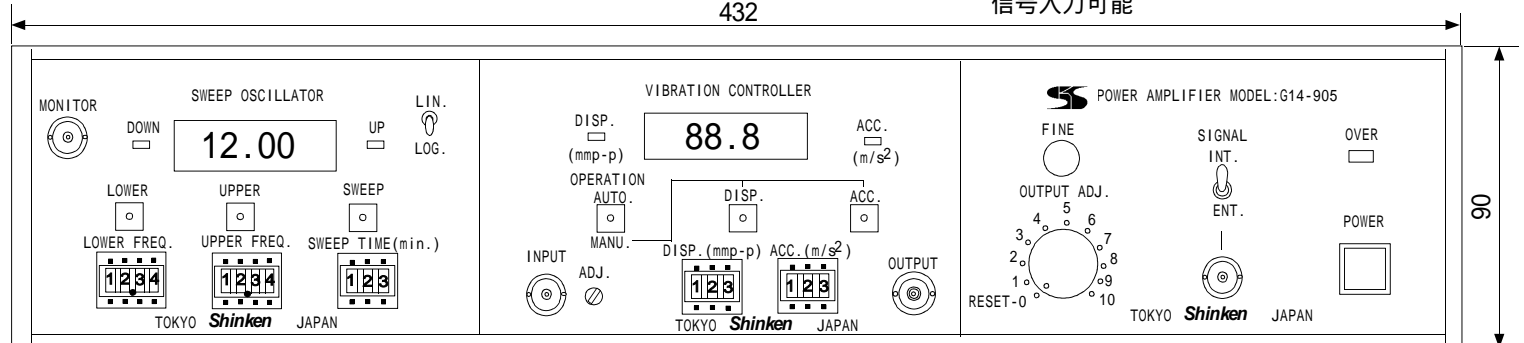 信号入力可能
432
90
SWEEP OSCILLATOR
MONITOR
DOWN
12.00
UP
LIN.
LOG.
LOWER
UPPER
SWEEP
LOWER FREQ.
UPPER FREQ.
SWEEP TIME(min.)
1234
1234
123
TOKYO Shinken JAPAN
VIBRATION CONTROLLER
DISP.
(mmp-p)
88.8
ACC.
(m/s2)
OPERATION
AUTO.
MANU.
DISP.
ACC.
DISP.(mmp-p)
ACC.(m/s2)
INPUT
ADJ.
123
123
OUTPUT
TOKYO Shinken JAPAN
POWER AMPLIFIER MODEL:G14-905
FINE
OUTPUT ADJ.
RESET-0
1
2
3
4
5
6
7
8
9
10
SIGNAL
INT.
ENT.
OVER
POWER
TOKYO Shinken JAPAN